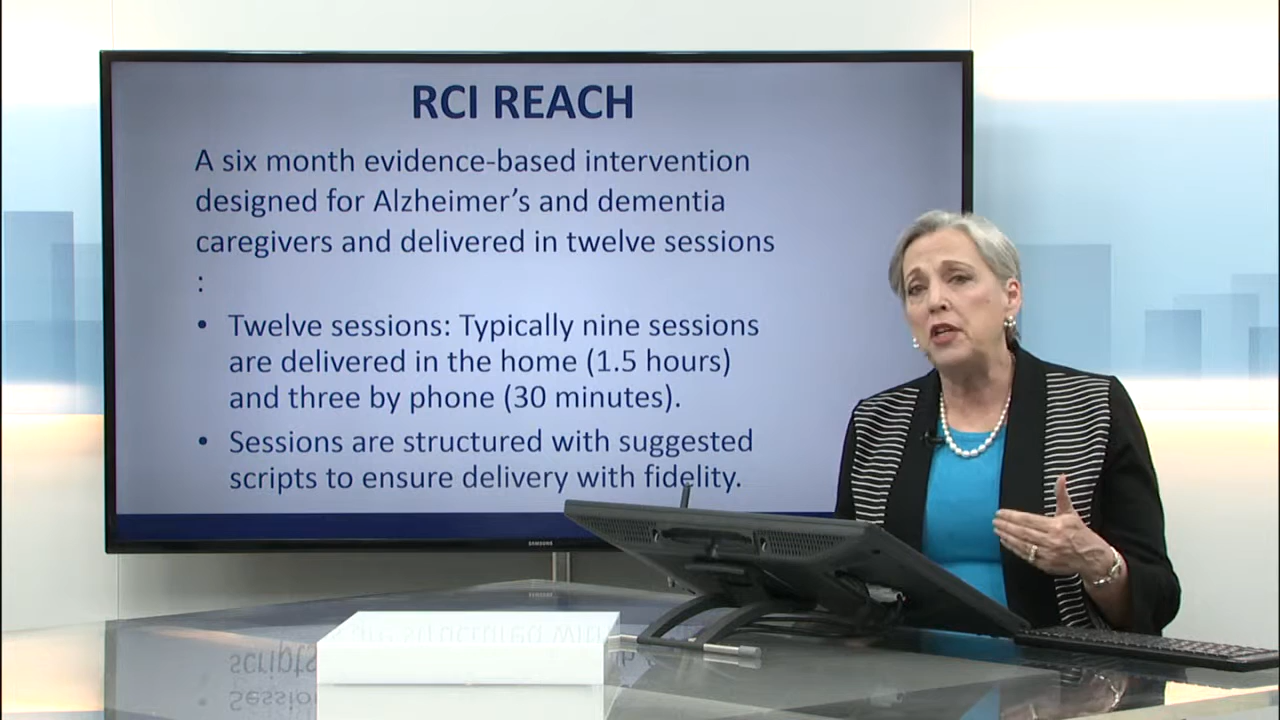 RCI REACH
A six month evidence-based intervention
designed for Alzheimer's and dementia
caregivers and delivered in twelve sessions
:
• Twelve sessions: Typically nine sessions
are delivered in the home (1.5 hours)
and three by phone (30 minutes).
• Sessions are structured with suggested
scripts to ensure delivery with fidelity.
SAMSUNG